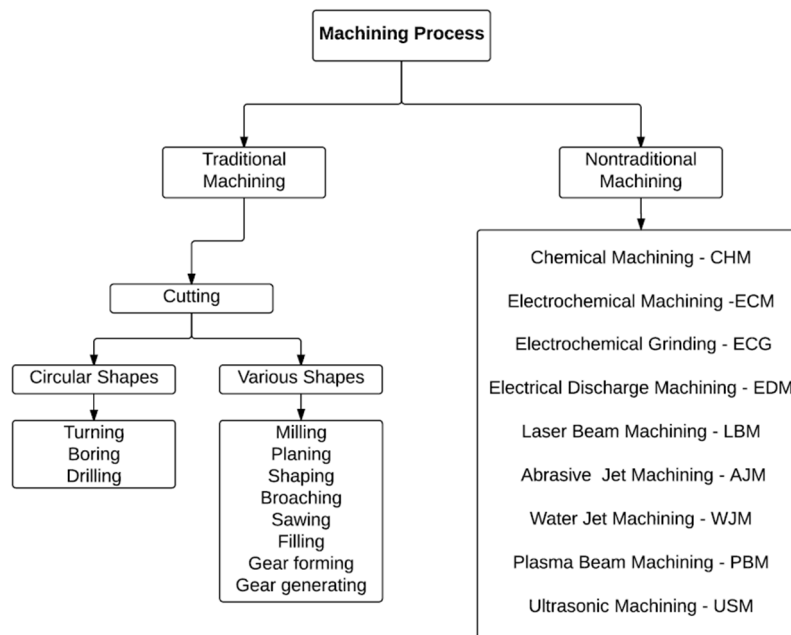 Machining Process
Traditional
Machining
Nontraditional
Machining
Cutting
Circular Shapes
Various Shapes
Turning
Boring
Drilling
Milling
Planing
Shaping
Broaching
Sawing
Filling
Gear forming
Gear generating
Chemical Machining - CHM
Electrochemical Machining -ECM
Electrochemical Grinding - ECG
Electrical Discharge Machining - EDM
Laser Beam Machining - LBM
Abrasive  Jet Machining - AJM
Water Jet Machining - WJM
Plasma Beam Machining - PBM
Ultrasonic Machining - USM